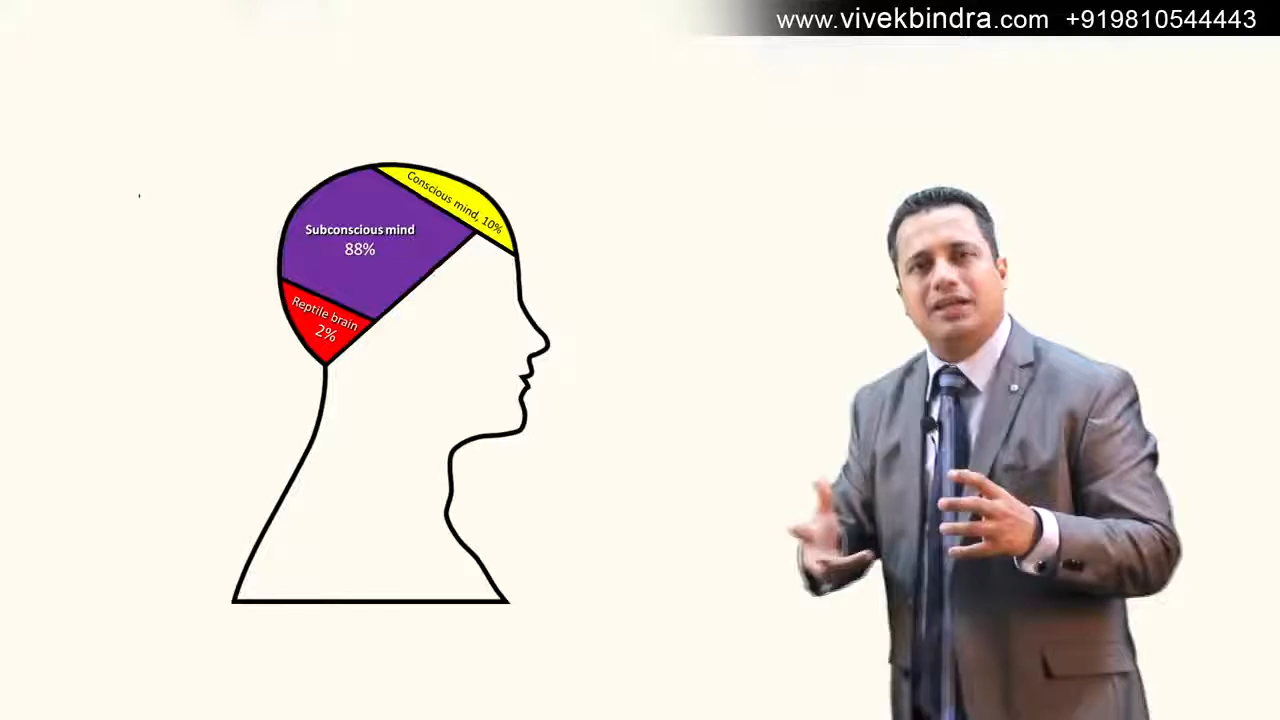 www.vivekbindra.com +919810544443
Conscious mind, 10%
Subconscious mind
88%
Reptile brain
2%